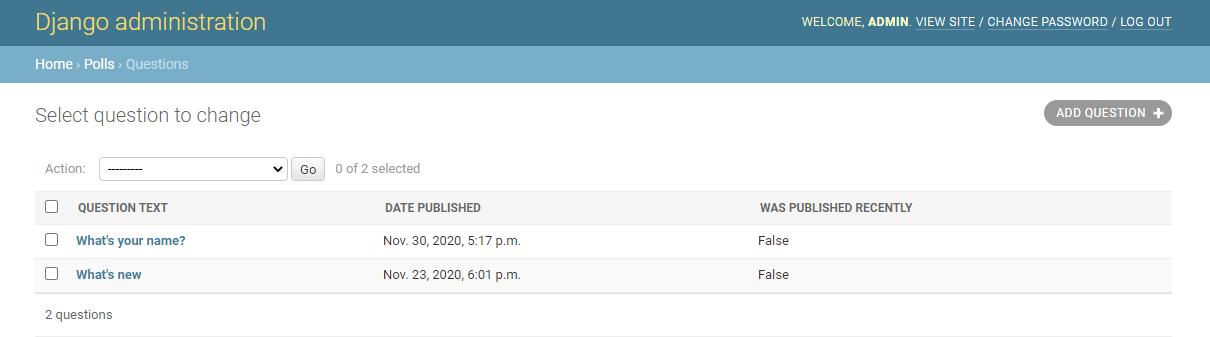 Django administration
WELCOME, ADMIN. VIEW SITE / CHANGE PASSWORD / LOG OUT
Home › Polls › Questions
Select question to change
ADD QUESTION +
Action: --------- Go 0 of 2 selected
QUESTION TEXT DATE PUBLISHED WAS PUBLISHED RECENTLY
What's your name? Nov. 30, 2020, 5:17 p.m. False
What's new Nov. 23, 2020, 6:01 p.m. False
2 questions